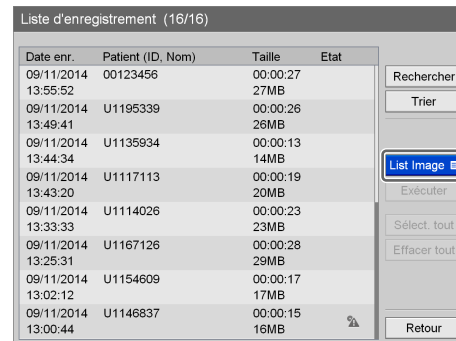 Liste d'enregistrement (16/16)
Date enr. Patient (ID, Nom) Taille Etat
09/11/2014 00123456 00:00:27
13:55:52 27MB
09/11/2014 U1195339 00:00:26
13:49:41 26MB
09/11/2014 U1135934 00:00:13
13:44:34 14MB
09/11/2014 U1117113 00:00:19
13:43:20 20MB
09/11/2014 U1114026 00:00:23
13:33:33 23MB
09/11/2014 U1167126 00:00:28
13:25:31 29MB
09/11/2014 U1154609 00:00:17
13:02:12 17MB
09/11/2014 U1146837 00:00:15
13:00:44 16MB
Rechercher
Trier
List Image
Exécuter
Sélect. tout
Effacer tout
Retour